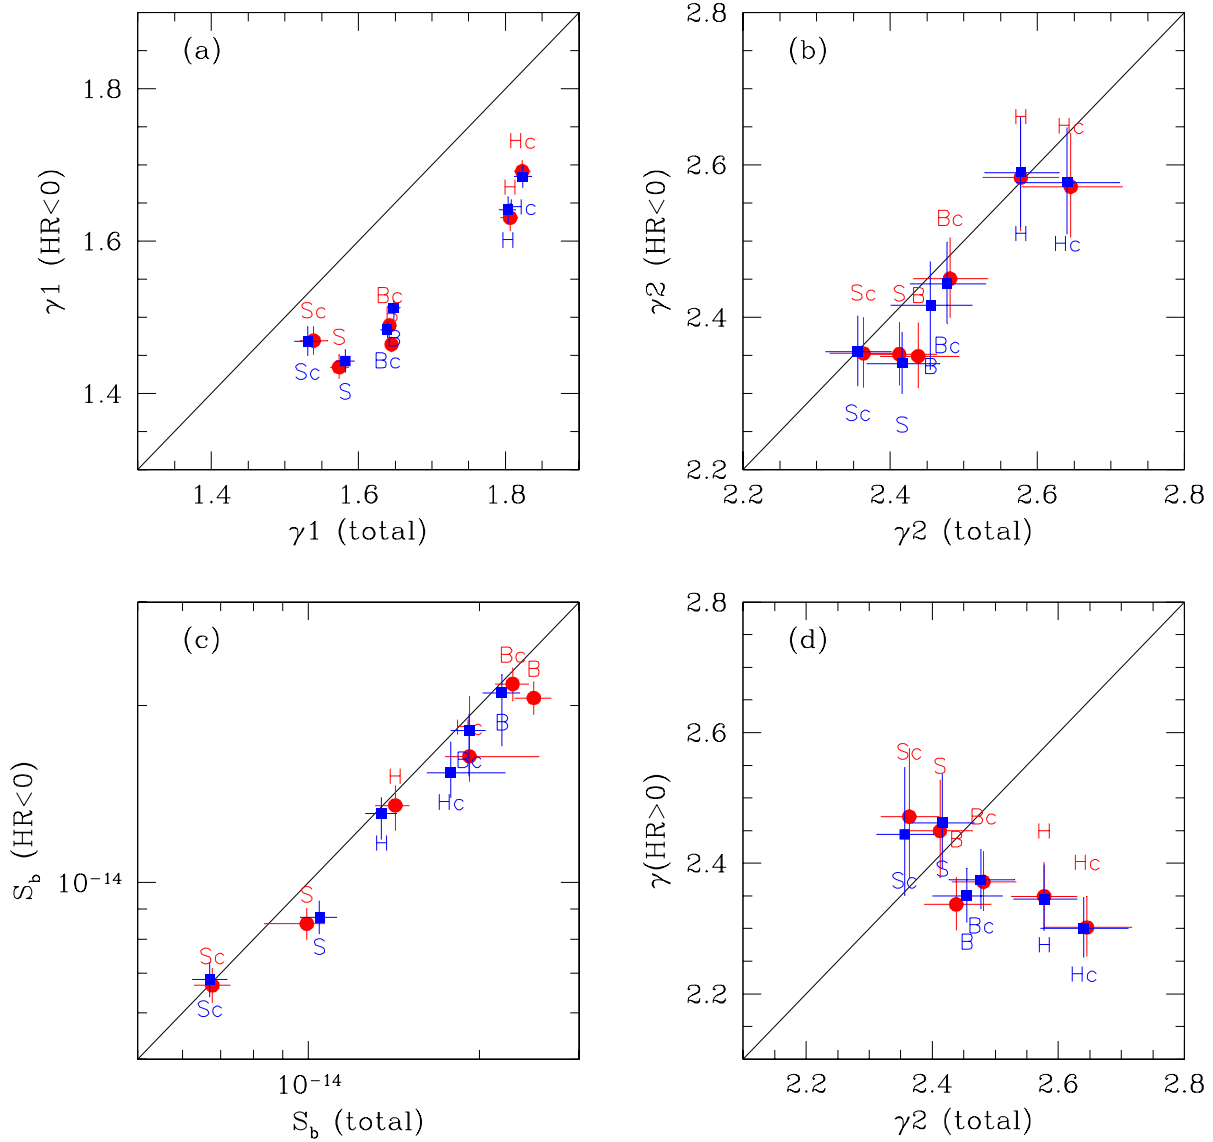 (a)
1.8
Hc
H
Hc
H
1.6
γ1 (HR<0)
Sc
S
Bc
B
Bc
Sc
S
1.4
1.4 1.6 1.8
γ1 (total)
2.8
(b)
H
Hc
2.6
γ2 (HR<0)
Bc
H
Hc
Sc
S
B
2.4
Bc
B
Sc
S
2.2
2.2 2.4 2.6 2.8
γ2 (total)
(c)
Bc
B
B
Bc
H
Hc
H
S_b (HR<0)
10⁻¹⁴
S
S
Sc
Sc
10⁻¹⁴
S_b (total)
2.8
(d)
2.6
γ(HR>0)
Sc
S
Bc
B
H
Hc
2.4
Sc
S
Bc
B
H
Hc
2.2
2.2 2.4 2.6 2.8
γ2 (total)